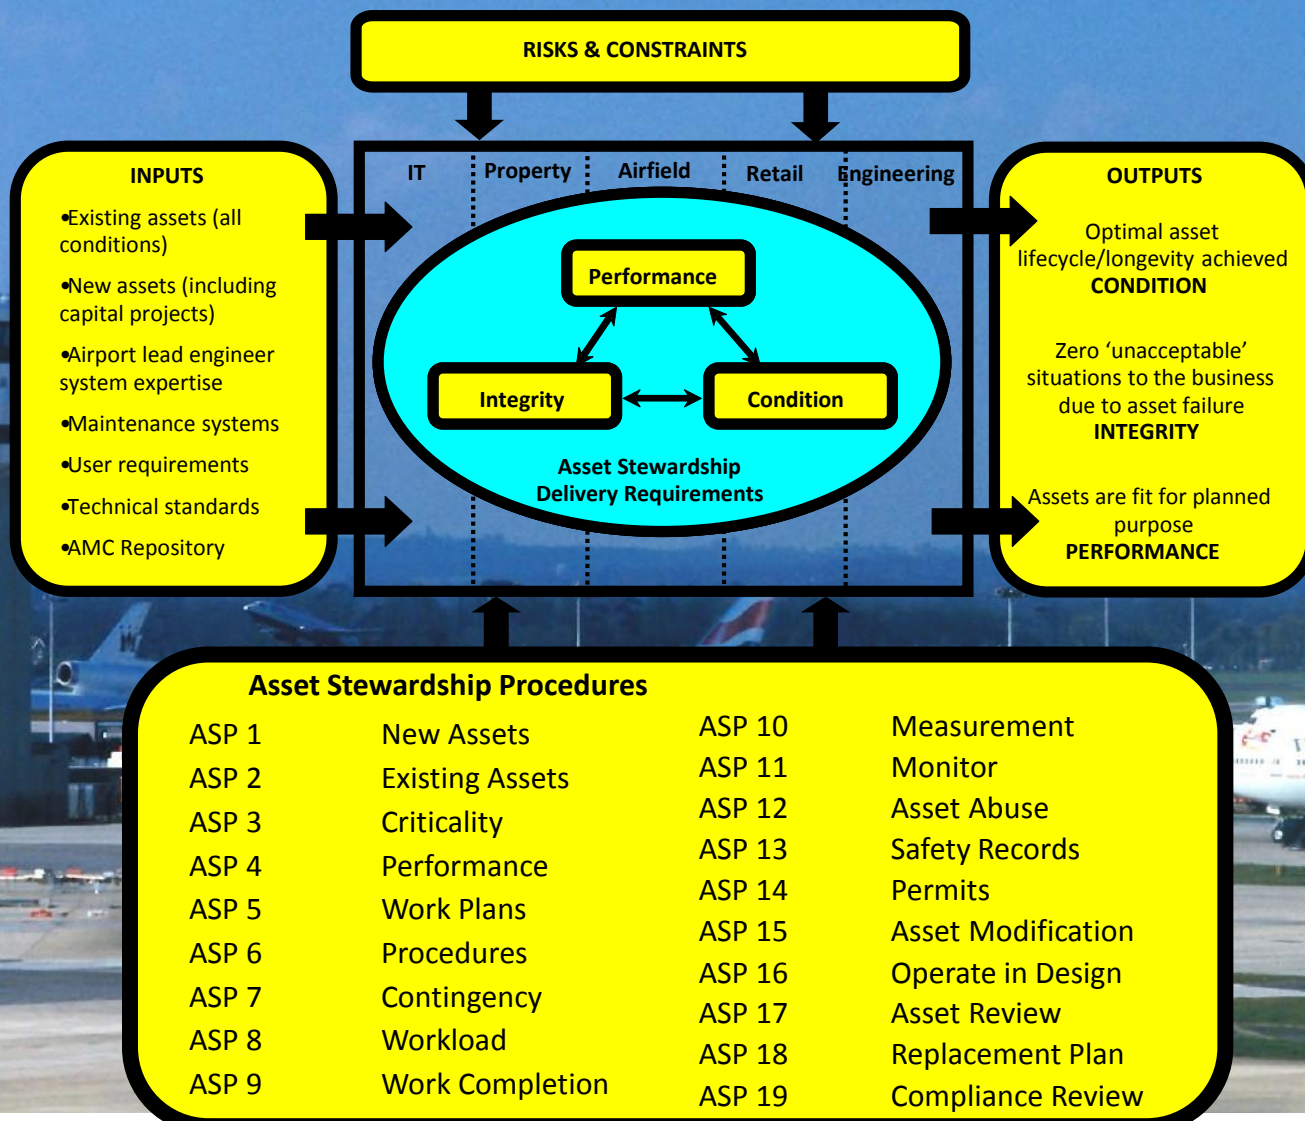 RISKS & CONSTRAINTS
INPUTS
•Existing assets (all
conditions)
•New assets (including
capital projects)
•Airport lead engineer
system expertise
•Maintenance systems
•User requirements
•Technical standards
•AMC Repository
IT
Property
Airfield
Retail
Engineering
Performance
Integrity
Condition
Asset Stewardship
Delivery Requirements
OUTPUTS
Optimal asset
lifecycle/longevity achieved
CONDITION
Zero ‘unacceptable’
situations to the business
due to asset failure
INTEGRITY
Assets are fit for planned
purpose
PERFORMANCE
Asset Stewardship Procedures
ASP 1 New Assets
ASP 2 Existing Assets
ASP 3 Criticality
ASP 4 Performance
ASP 5 Work Plans
ASP 6 Procedures
ASP 7 Contingency
ASP 8 Workload
ASP 9 Work Completion
ASP 10 Measurement
ASP 11 Monitor
ASP 12 Asset Abuse
ASP 13 Safety Records
ASP 14 Permits
ASP 15 Asset Modification
ASP 16 Operate in Design
ASP 17 Asset Review
ASP 18 Replacement Plan
ASP 19 Compliance Review